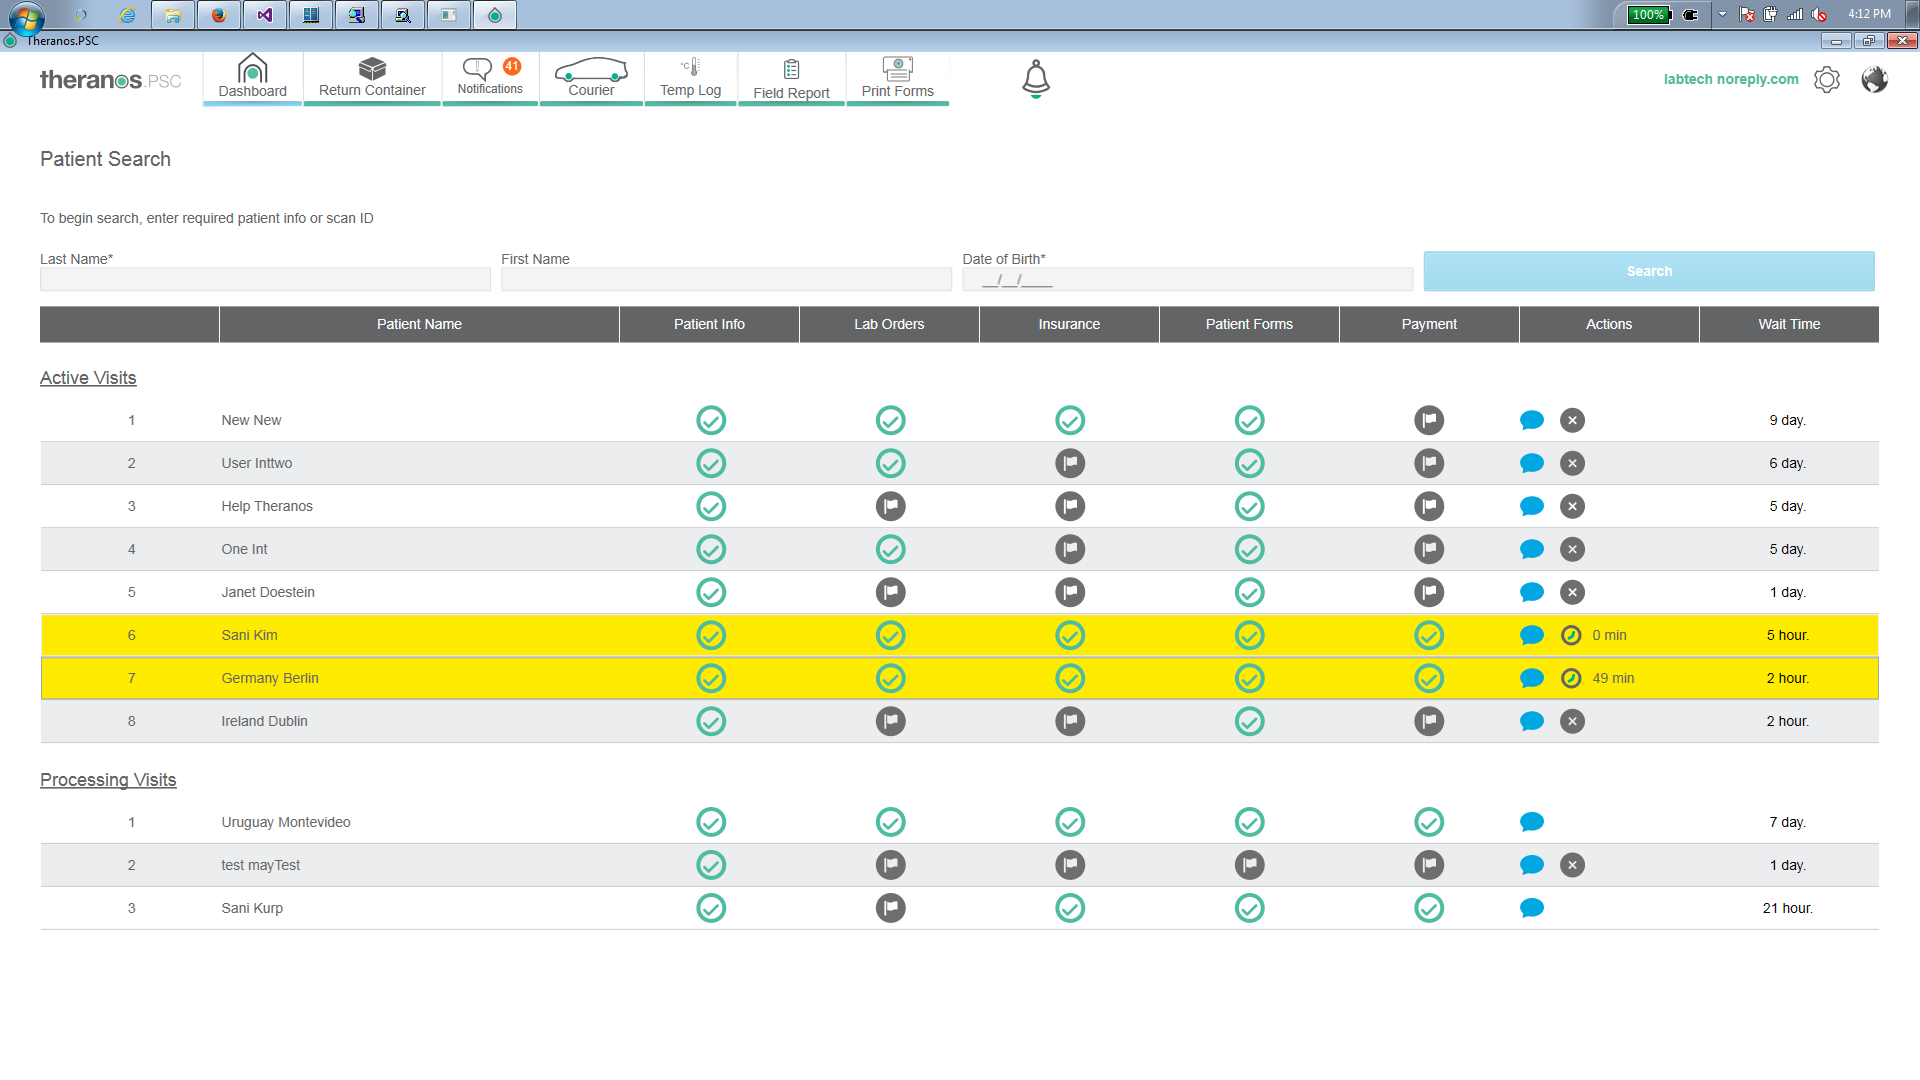 100%
4:12 PM
Theranos.PSC
theranos.PSC
Dashboard
Return Container
41
Notifications
Courier
°C
Temp Log
Field Report
Print Forms
labtech noreply.com
Patient Search
To begin search, enter required patient info or scan ID
Last Name* First Name Date of Birth*
__/__/____
Search
Patient Name Patient Info Lab Orders Insurance Patient Forms Payment Actions Wait Time
Active Visits
1 New New 9 day.
2 User Inttwo 6 day.
3 Help Theranos 5 day.
4 One Int 5 day.
5 Janet Doestein 1 day.
6 Sani Kim 0 min 5 hour.
7 Germany Berlin 49 min 2 hour.
8 Ireland Dublin 2 hour.
Processing Visits
1 Uruguay Montevideo 7 day.
2 test mayTest 1 day.
3 Sani Kurp 21 hour.